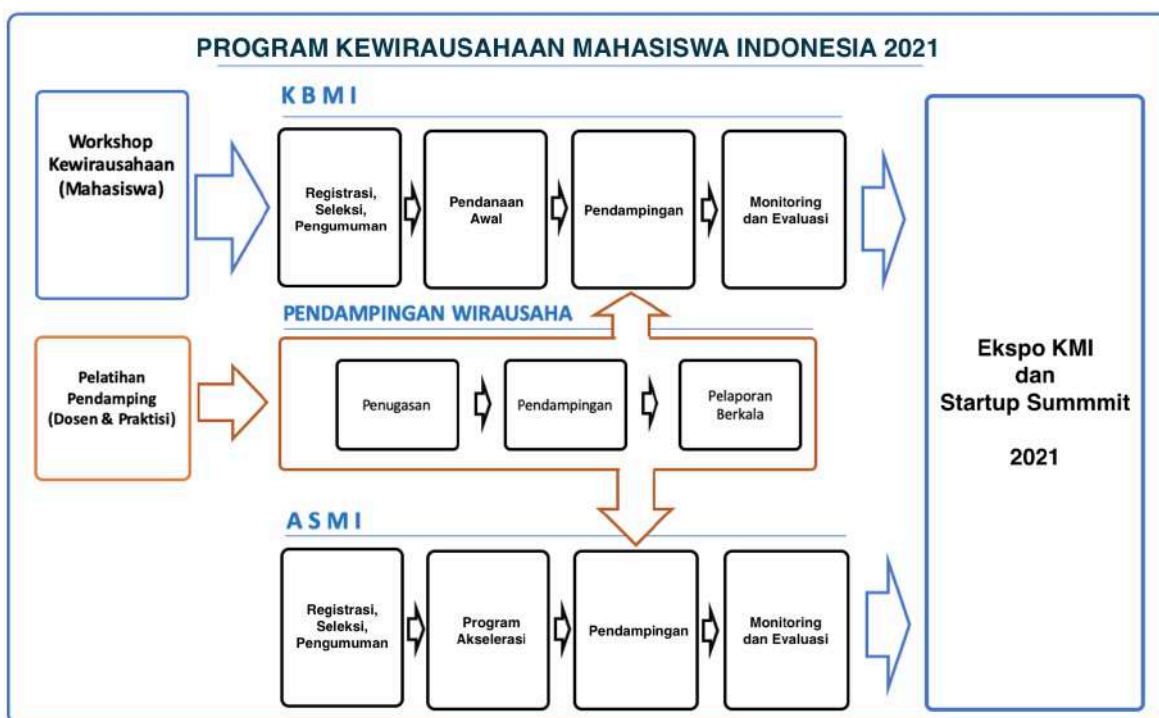 PROGRAM KEWIRAUSAHAAN MAHASISWA INDONESIA 2021
Workshop
Kewirausahaan
(Mahasiswa)
K B M I
Registrasi,
Seleksi,
Pengumuman
Pendanaan
Awal
Pendampingan
Monitoring
dan Evaluasi
PENDAMPINGAN WIRAUSAHA
Pelatihan
Pendamping
(Dosen & Praktisi)
Penugasan
Pendampingan
Pelaporan
Berkala
A S M I
Registrasi,
Seleksi,
Pengumuman
Program
Akselerasi
Pendampingan
Monitoring
dan Evaluasi
Ekspo KMI
dan
Startup Summmit
2021